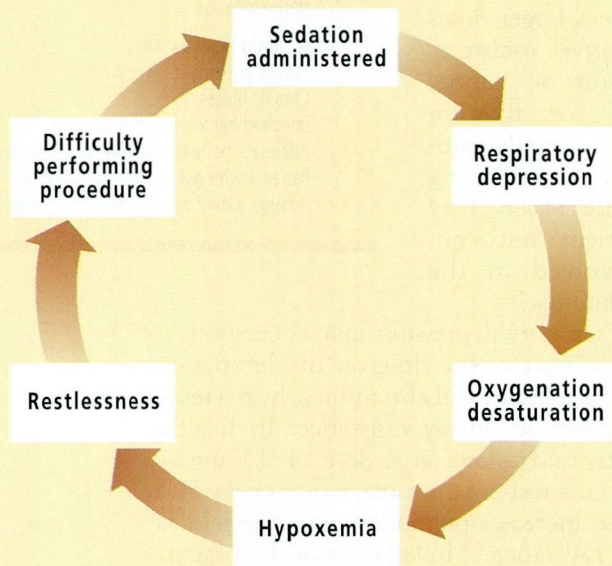 Sedation
administered
Difficulty
performing
procedure
Respiratory
depression
Restlessness
Oxygenation
desaturation
Hypoxemia